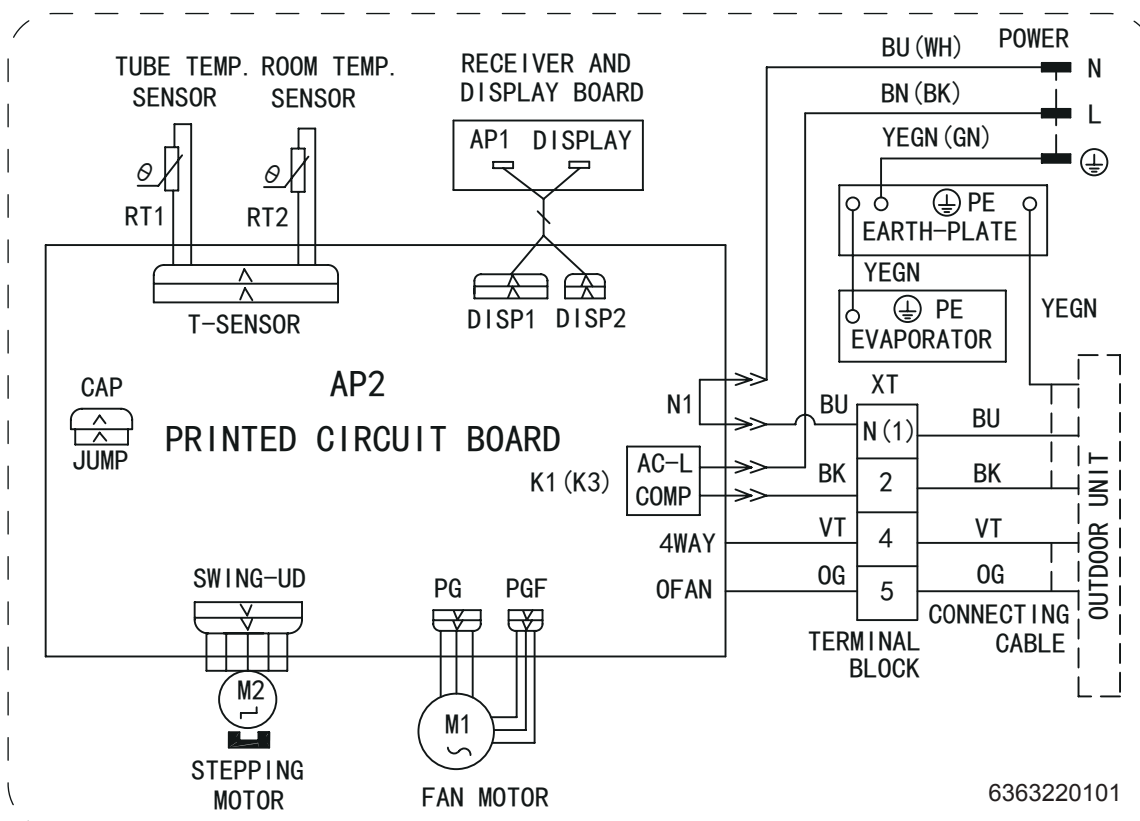 TUBE TEMP. SENSOR
ROOM TEMP. SENSOR
RECEIVER AND
DISPLAY BOARD
AP1 DISPLAY
BU(WH)
POWER
N
BN(BK)
L
YEGN(GN)
θ
RT1
θ
RT2
PE
EARTH-PLATE
YEGN
PE
EVAPORATOR
YEGN
T-SENSOR
DISP1
DISP2
CAP
JUMP
AP2
PRINTED CIRCUIT BOARD
N1
K1(K3)
AC-L
COMP
4WAY
OFAN
XT
BU
N(1)
BU
BK
2
BK
VT
4
VT
OG
5
OG
TERMINAL
BLOCK
CONNECTING
CABLE
OUTDOOR UNIT
SWING-UD
PG
PGF
M2
M1
STEPPING
MOTOR
FAN MOTOR
6363220101